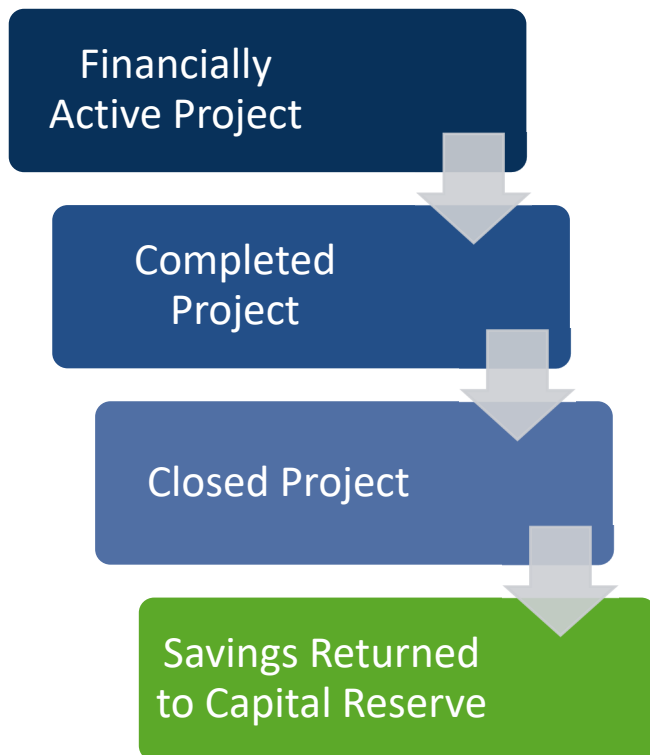 Financially
Active Project
Completed
Project
Closed Project
Savings Returned
to Capital Reserve